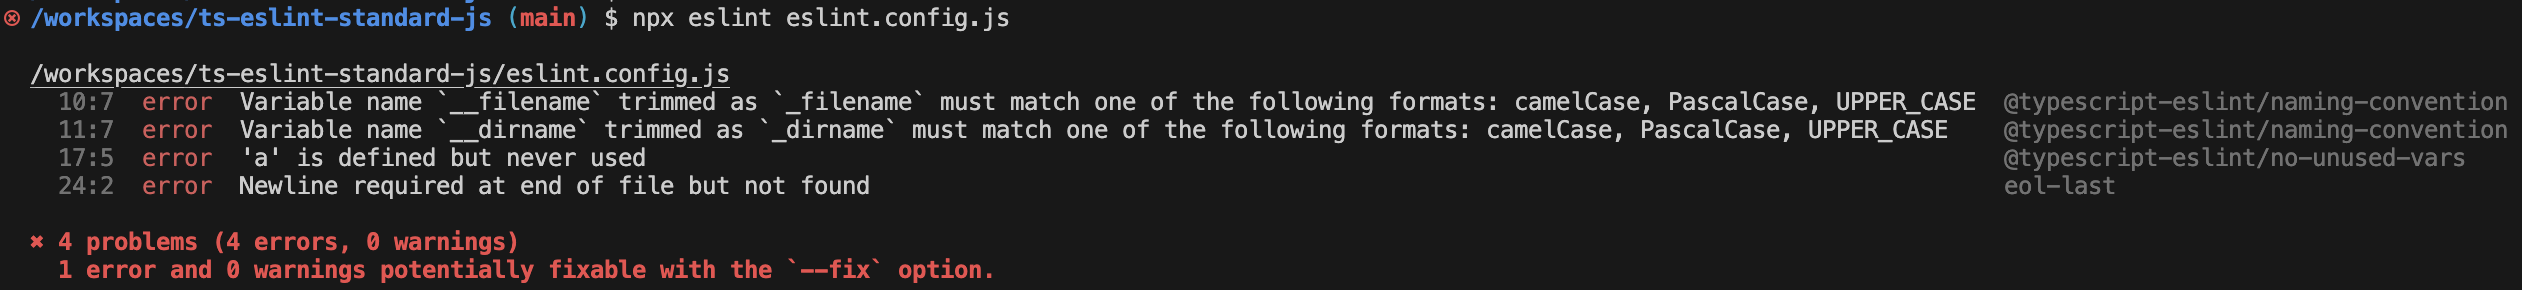 /workspaces/ts-eslint-standard-js (main) $ npx eslint eslint.config.js
/workspaces/ts-eslint-standard-js/eslint.config.js
10:7 error Variable name `__filename` trimmed as `_filename` must match one of the following formats: camelCase, PascalCase, UPPER_CASE @typescript-eslint/naming-convention
11:7 error Variable name `__dirname` trimmed as `_dirname` must match one of the following formats: camelCase, PascalCase, UPPER_CASE @typescript-eslint/naming-convention
17:5 error 'a' is defined but never used @typescript-eslint/no-unused-vars
24:2 error Newline required at end of file but not found eol-last
✖ 4 problems (4 errors, 0 warnings)
1 error and 0 warnings potentially fixable with the `--fix` option.